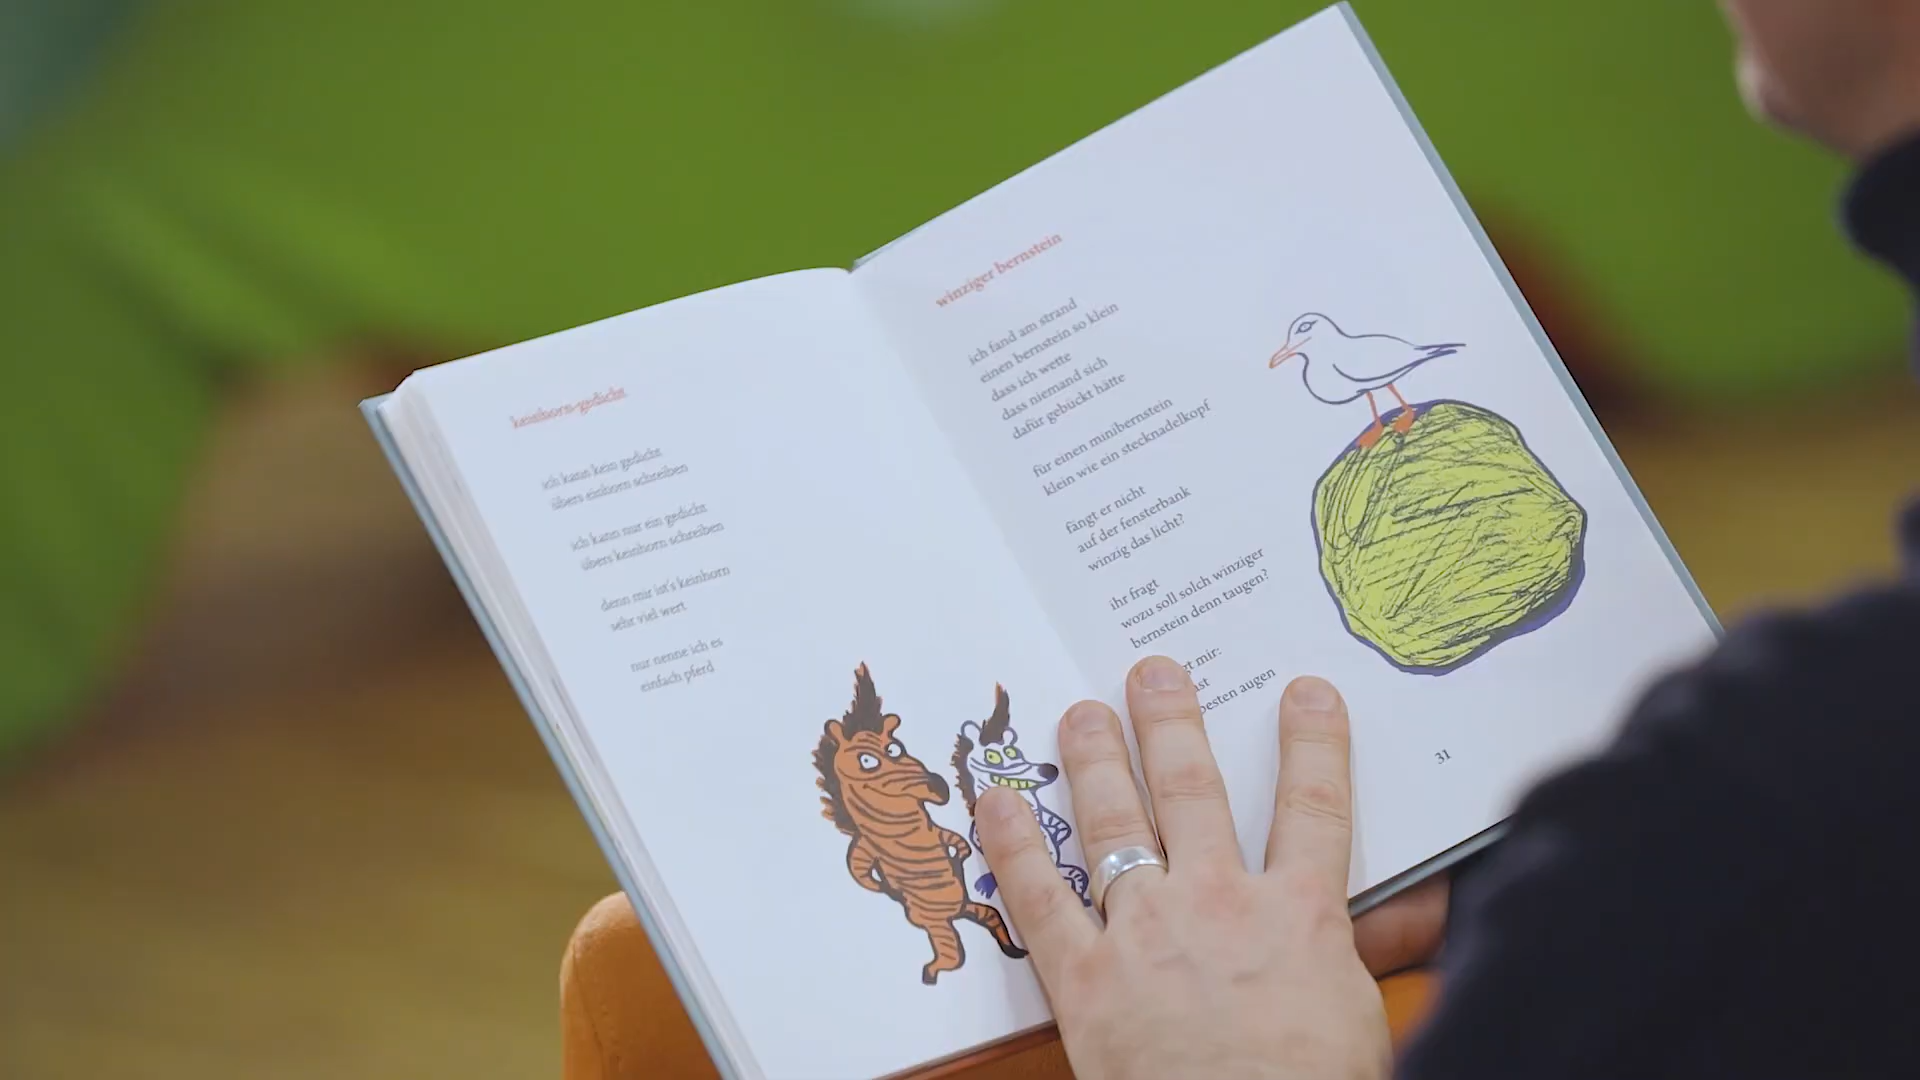 keinhorn-gedicht
ich kann kein gedicht
übers einhorn schreiben
ich kann nur ein gedicht
übers keinhorn schreiben
denn mir ist's keinhorn
sehr viel wert
nur nenne ich es
einfach pferd
winziger bernstein
ich fand am strand
einen bernstein so klein
dass ich wette
dass niemand sich
dafür gebückt hätte
für einen minibernstein
klein wie ein stecknadelkopf
fängt er nicht
auf der fensterbank
winzig das licht?
ihr fragt
wozu soll solch winziger
bernstein denn taugen?
mir:
besten augen
31